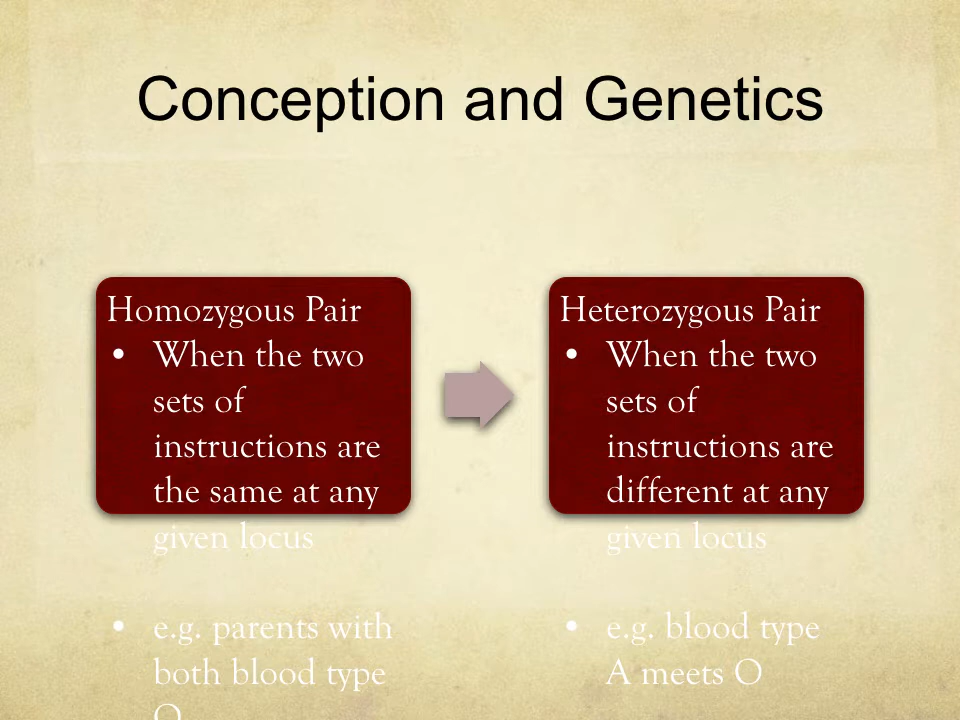 Conception and Genetics
Homozygous Pair
• When the two
sets of
instructions are
the same at any
given locus
• e.g. parents with
both blood type
O
Heterozygous Pair
• When the two
sets of
instructions are
different at any
given locus
• e.g. blood type
A meets O